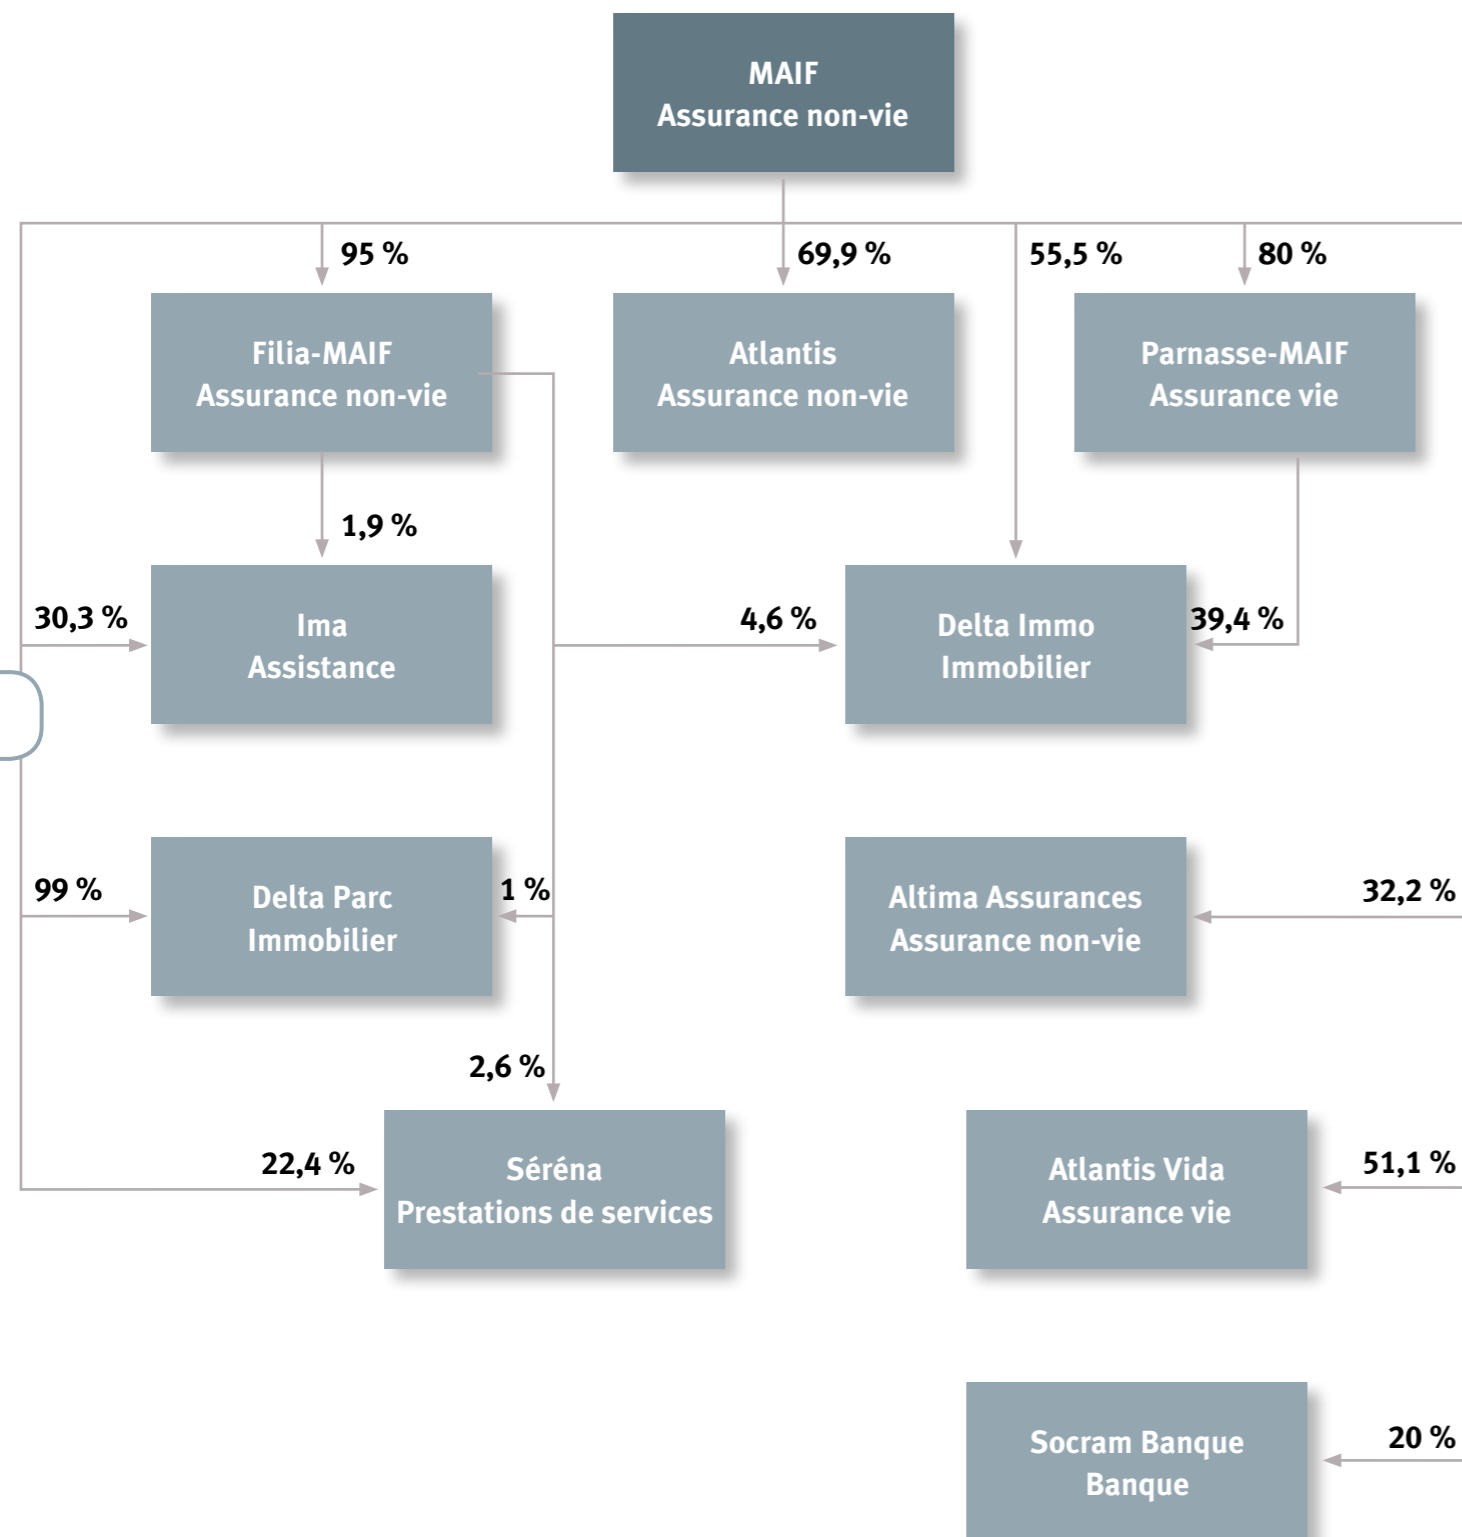 MAIF
Assurance non-vie
95 %
69,9 %
55,5 %
80 %
Filia-MAIF
Assurance non-vie
Atlantis
Assurance non-vie
Parnasse-MAIF
Assurance vie
1,9 %
30,3 %
Ima
Assistance
4,6 %
Delta Immo
Immobilier
39,4 %
99 %
Delta Parc
Immobilier
1 %
Altima Assurances
Assurance non-vie
32,2 %
2,6 %
22,4 %
Séréna
Prestations de services
Atlantis Vida
Assurance vie
51,1 %
Socram Banque
Banque
20 %